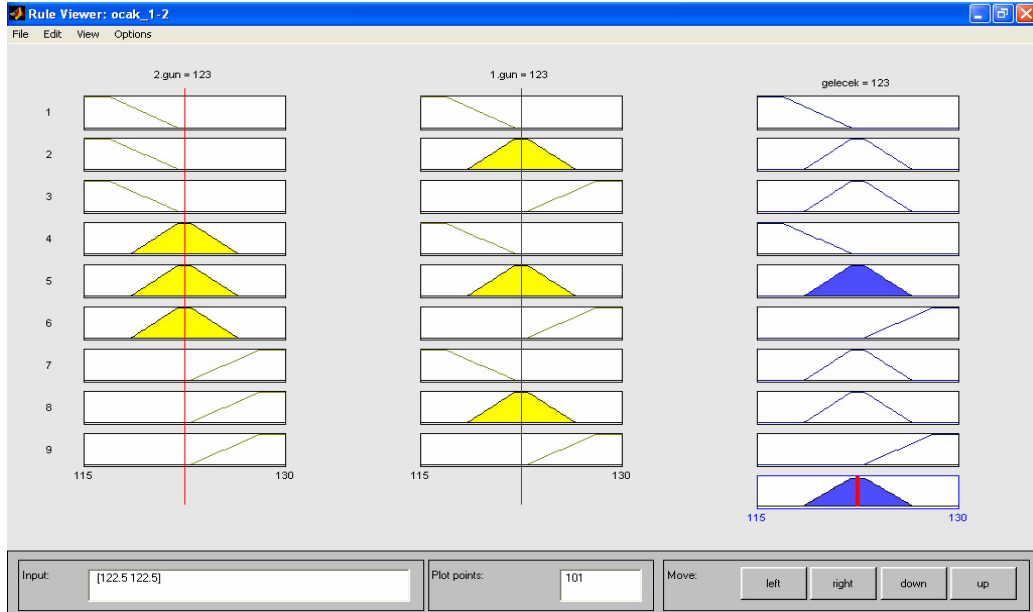 Rule Viewer: ocak_1-2
File Edit View Options
2.gun = 123 1.gun = 123 gelecek = 123
1
2
3
4
5
6
7
8
9
115 130 115 130
115 130
Input: [122.5 122.5] Plot points: 101 Move: left right down up